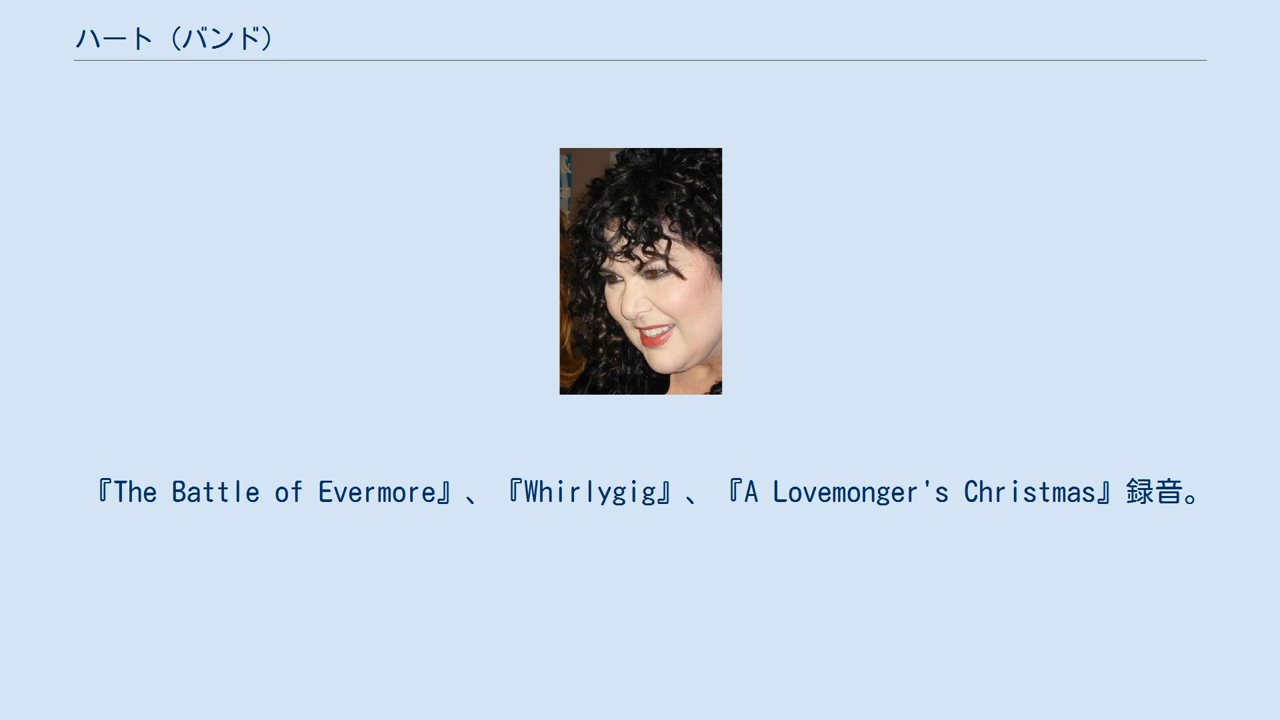 ハート（バンド）
『The Battle of Evermore』、『Whirlygig』、『A Lovemonger's Christmas』録音。